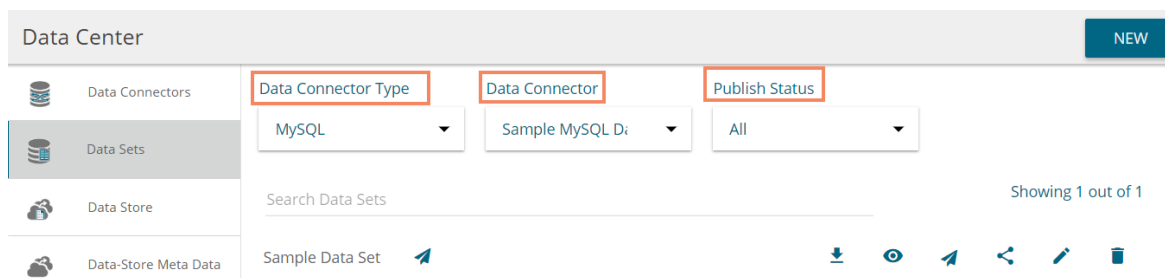 Data Center
NEW
Data Connectors
Data Sets
Data Store
Data-Store Meta Data
Data Connector Type
Data Connector
Publish Status
MySQL
Sample MySQL Da
All
Search Data Sets
Showing 1 out of 1
Sample Data Set